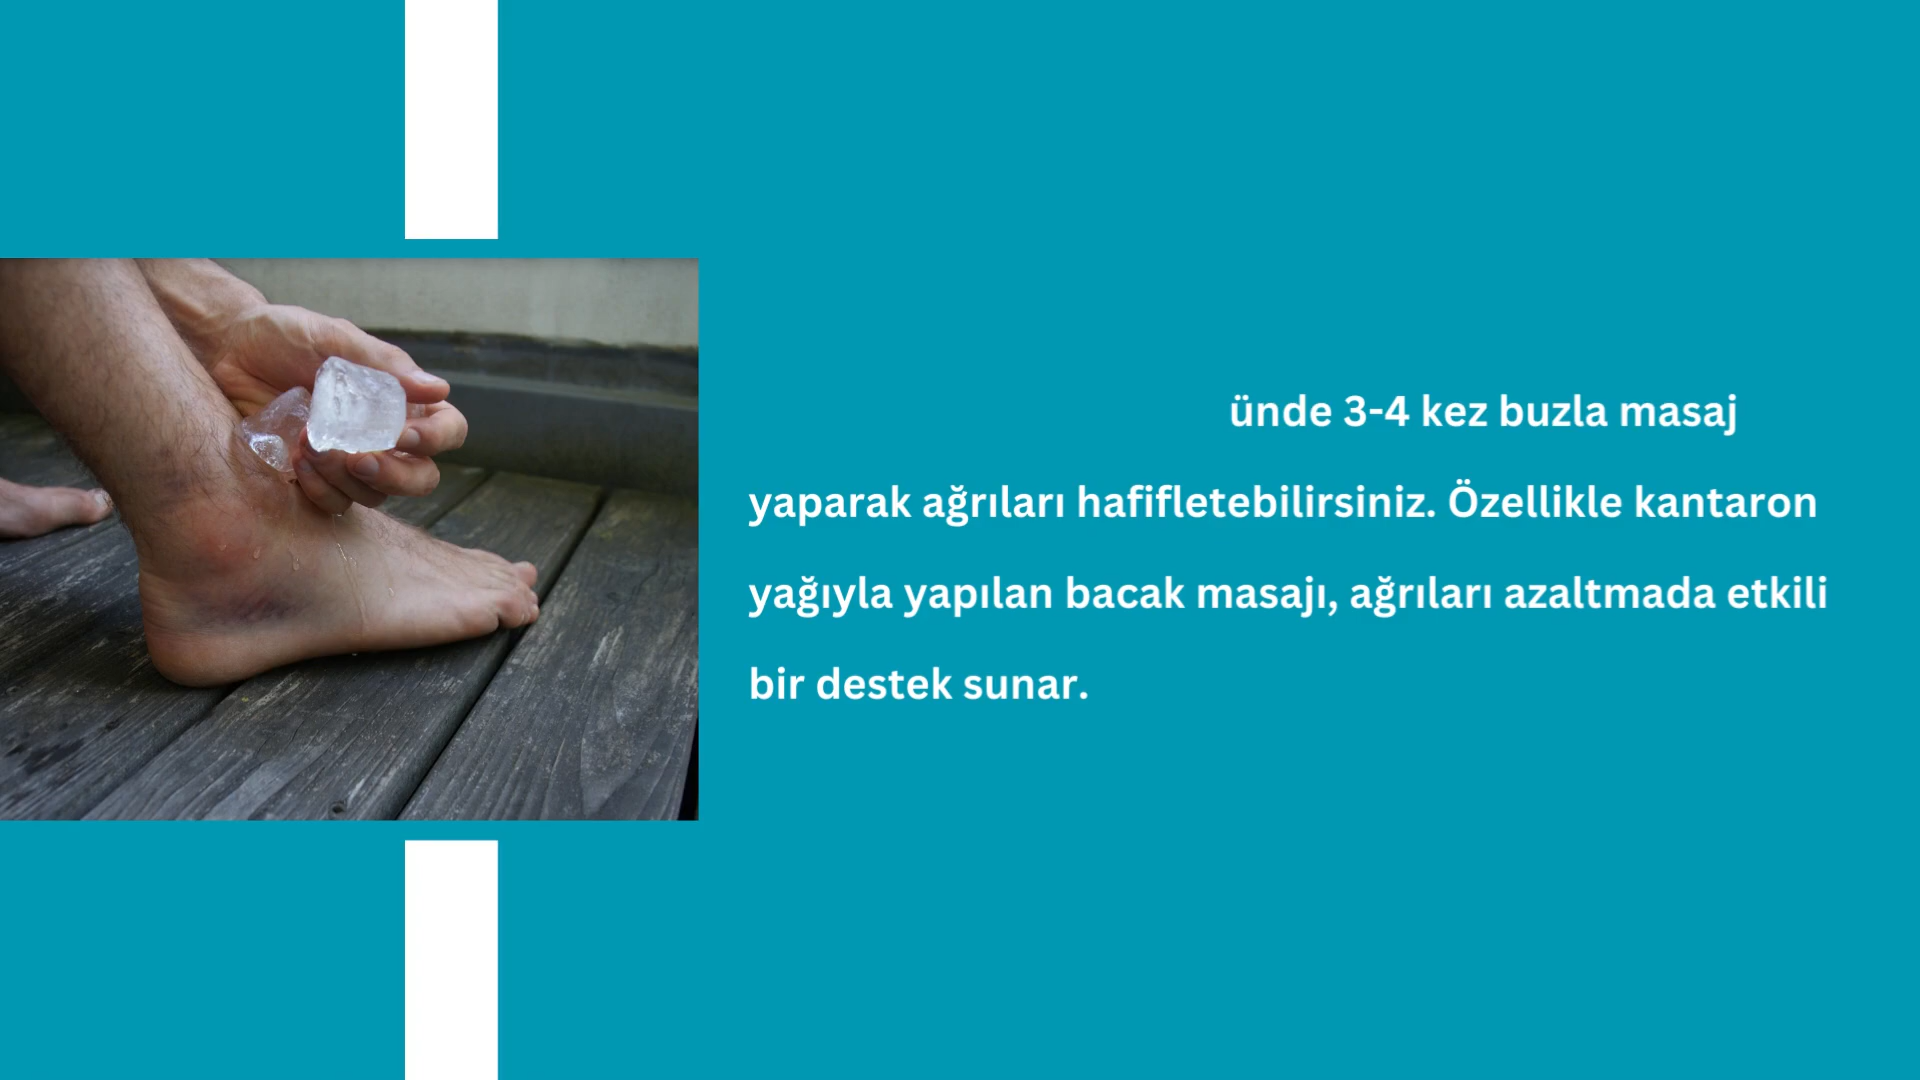 ünde 3-4 kez buzla masaj
yaparak ağrıları hafifletebilirsiniz. Özellikle kantaron
yağıyla yapılan bacak masajı, ağrıları azaltmada etkili
bir destek sunar.